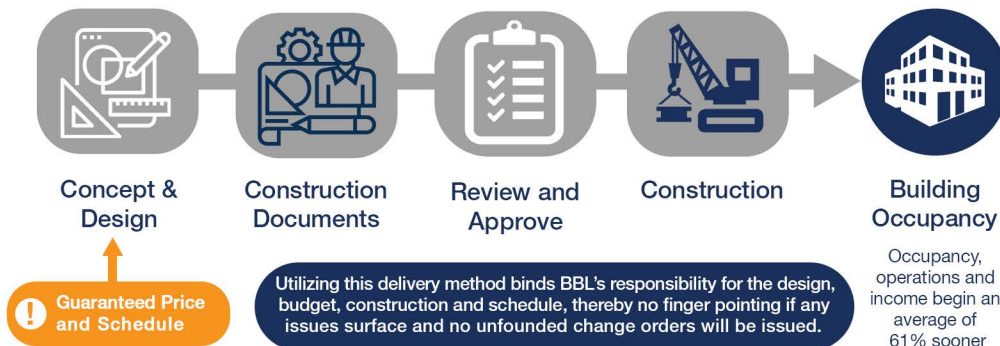 Concept &
Design
Construction
Documents
Review and
Approve
Construction
Building
Occupancy
Guaranteed Price
and Schedule
Utilizing this delivery method binds BBL's responsibility for the design,
budget, construction and schedule, thereby no finger pointing if any
issues surface and no unfounded change orders will be issued.
Occupancy,
operations and
income begin an
average of
61% sooner